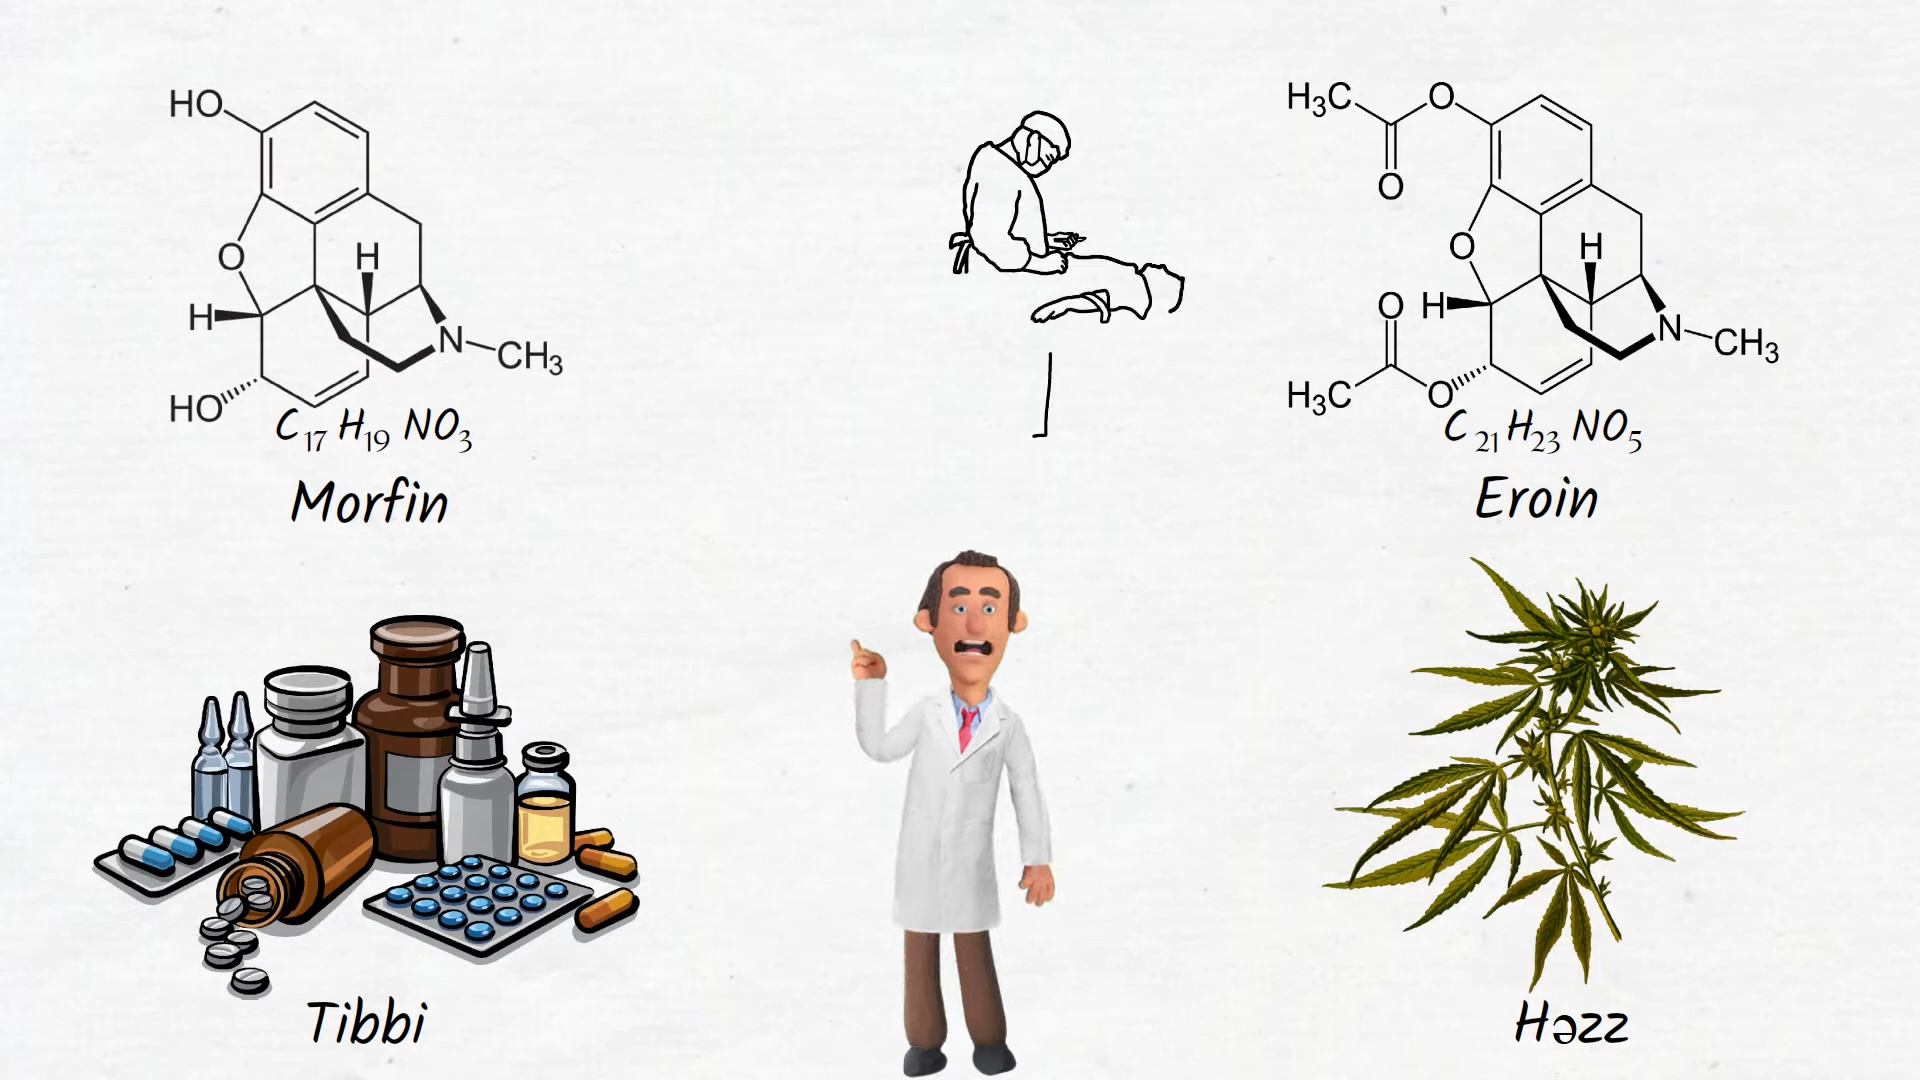 HO
O
H
H
N
CH₃
HO
C₁₇ H₁₉ NO₃
Morfin
H₃C
O
O
O
H
H
O
N
CH₃
H₃C
O
C₂₁ H₂₃ NO₅
Eroin
Tibbi
Həzz